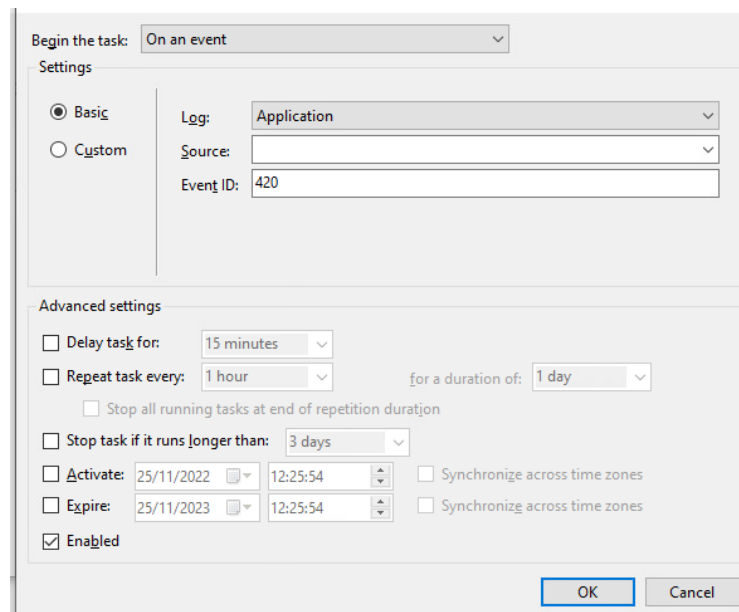 Begin the task: On an event
Settings
Basic
Custom
Log: Application
Source:
Event ID: 420
Advanced settings
Delay task for: 15 minutes
Repeat task every: 1 hour for a duration of: 1 day
Stop all running tasks at end of repetition duration
Stop task if it runs longer than: 3 days
Activate: 25/11/2022 12:25:54 Synchronize across time zones
Expire: 25/11/2023 12:25:54 Synchronize across time zones
Enabled
OK Cancel